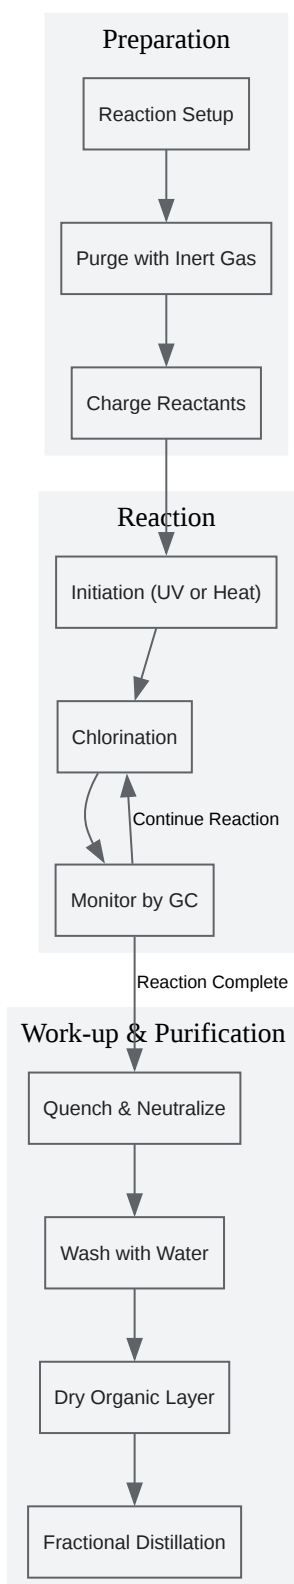 Preparation
Reaction Setup
Purge with Inert Gas
Charge Reactants
Reaction
Initiation (UV or Heat)
Chlorination
Continue Reaction
Monitor by GC
Reaction Complete
Work-up & Purification
Quench & Neutralize
Wash with Water
Dry Organic Layer
Fractional Distillation